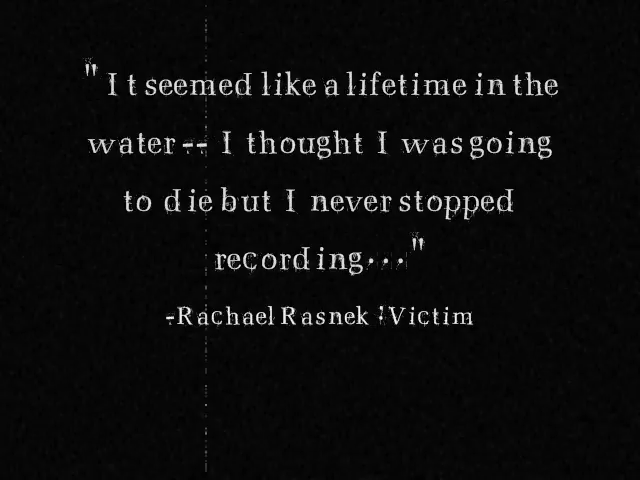 "It seemed like a lifetime in the
water -- I thought I was going
to die but I never stopped
recording..."
-Rachael Rasnek : Victim